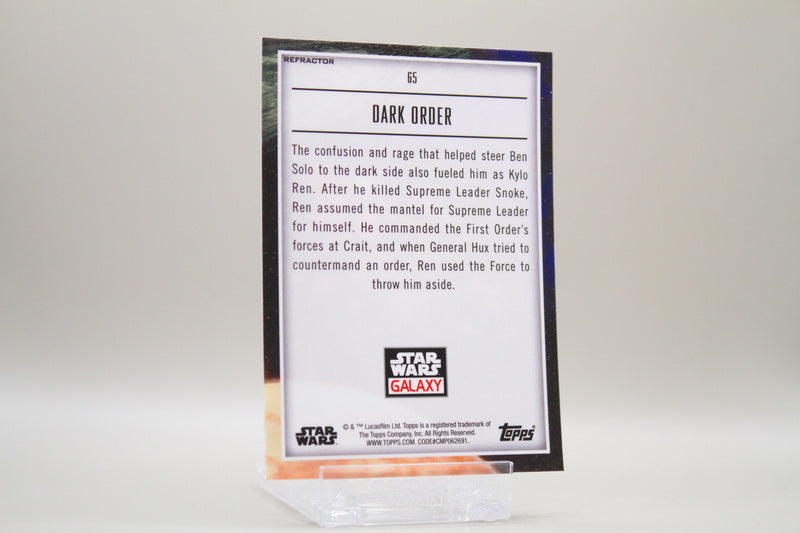 REFRACTOR
65
DARK ORDER
The confusion and rage that helped steer Ben
Solo to the dark side also fueled him as Kylo
Ren. After he killed Supreme Leader Snoke,
Ren assumed the mantel for Supreme Leader
for himself. He commanded the First Order's
forces at Crait, and when General Hux tried to
countermand an order, Ren used the Force to
throw him aside.
STAR
WARS
GALAXY
STAR
WARS
© & ™ Lucasfilm Ltd. Topps is a registered trademark of
The Topps Company, Inc. All Rights Reserved.
WWW.TOPPS.COM. CODE#CMP062691.
topps